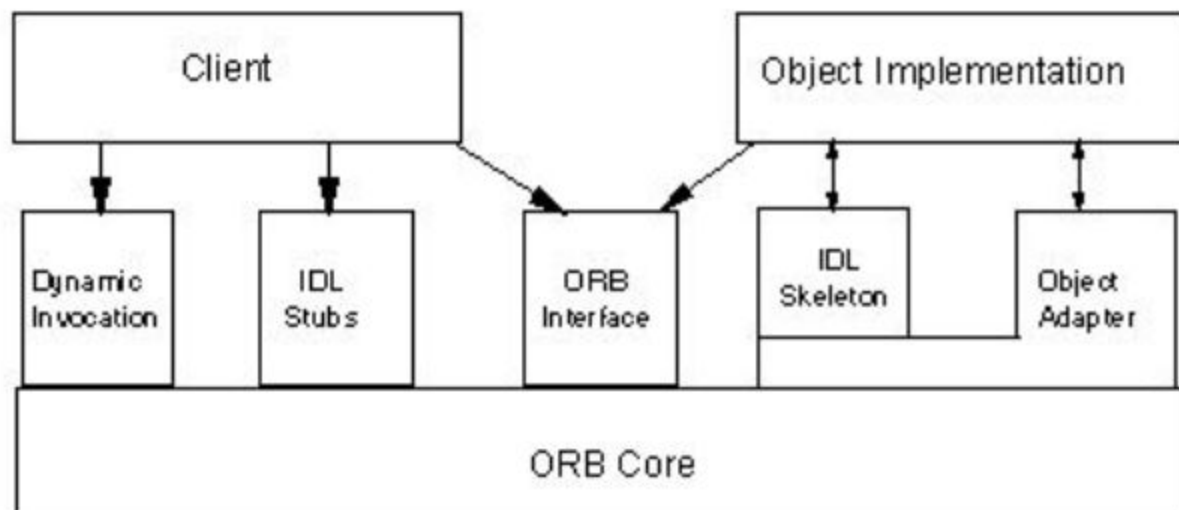 Client
Object Implementation
Dynamic
Invocation
IDL
Stubs
ORB
Interface
IDL
Skeleton
Object
Adapter
ORB Core